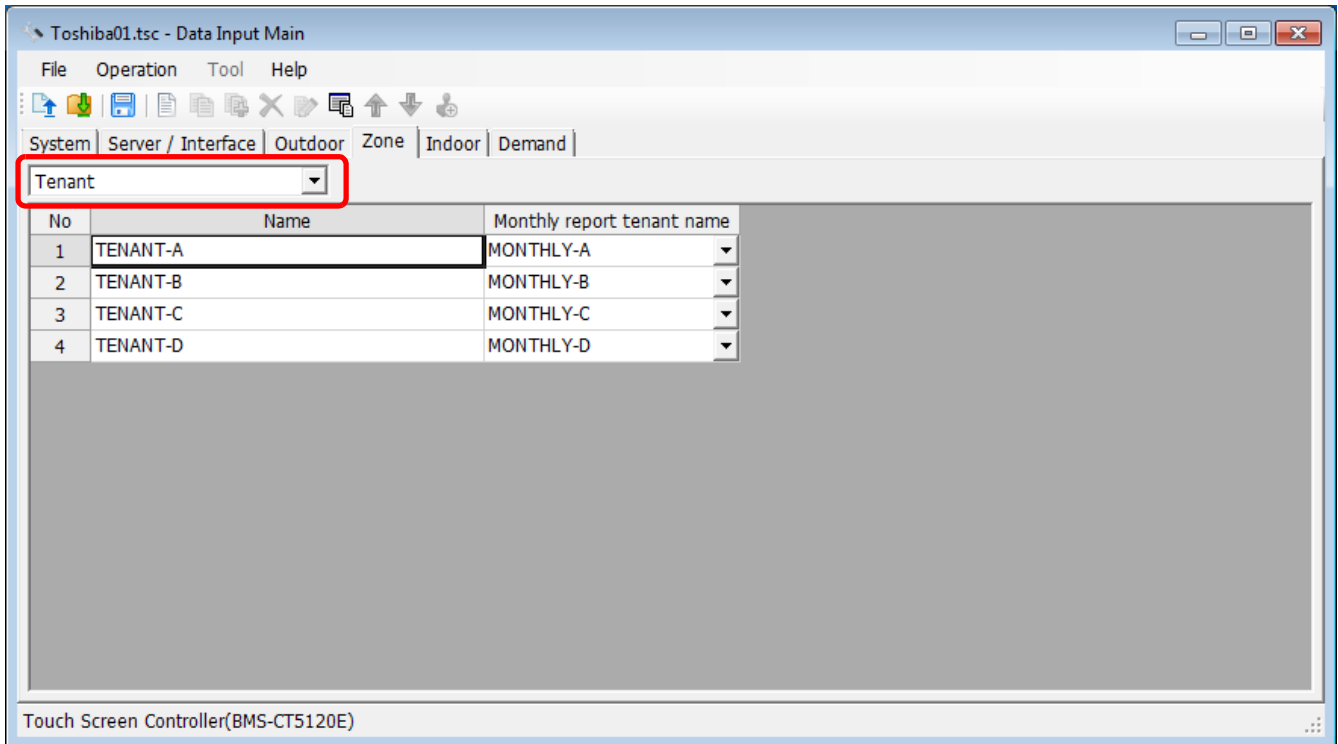 Toshiba01.tsc - Data Input Main
File Operation Tool Help
System Server / Interface Outdoor Zone Indoor Demand
Tenant
No Name Monthly report tenant name
1 TENANT-A MONTHLY-A
2 TENANT-B MONTHLY-B
3 TENANT-C MONTHLY-C
4 TENANT-D MONTHLY-D
Touch Screen Controller(BMS-CT5120E)